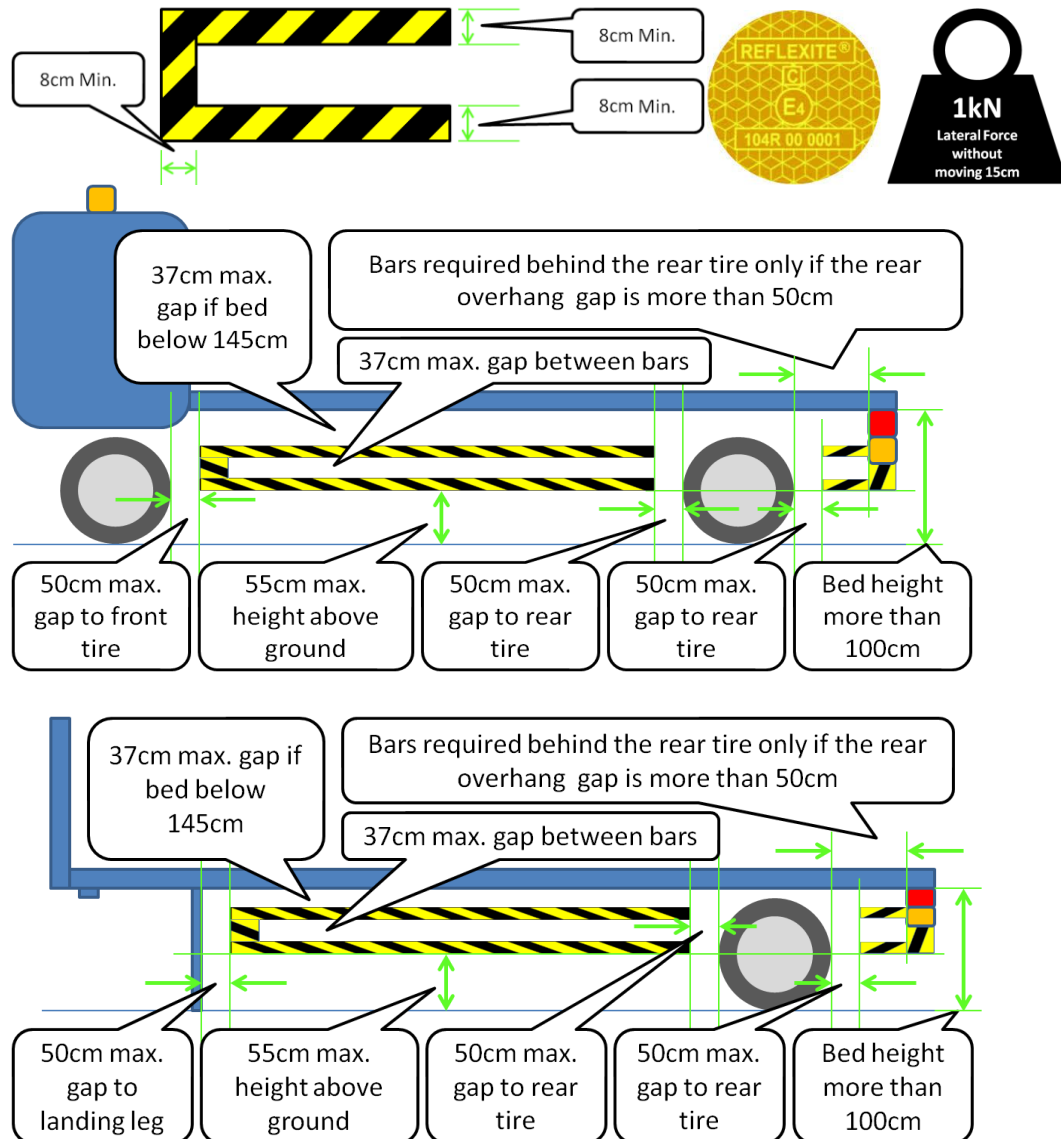 8cm Min.
8cm Min.
8cm Min.
REFLEXITE®
C
E4
104R 00 0001
1kN
Lateral Force
without
moving 15cm
37cm max.
gap if bed
below 145cm
Bars required behind the rear tire only if the rear
overhang gap is more than 50cm
37cm max. gap between bars
50cm max.
gap to front
tire
55cm max.
height above
ground
50cm max.
gap to rear
tire
50cm max.
gap to rear
tire
Bed height
more than
100cm
37cm max. gap if
bed below
145cm
Bars required behind the rear tire only if the rear
overhang gap is more than 50cm
37cm max. gap between bars
50cm max.
gap to
landing leg
55cm max.
height above
ground
50cm max.
gap to rear
tire
50cm max.
gap to rear
tire
Bed height
more than
100cm